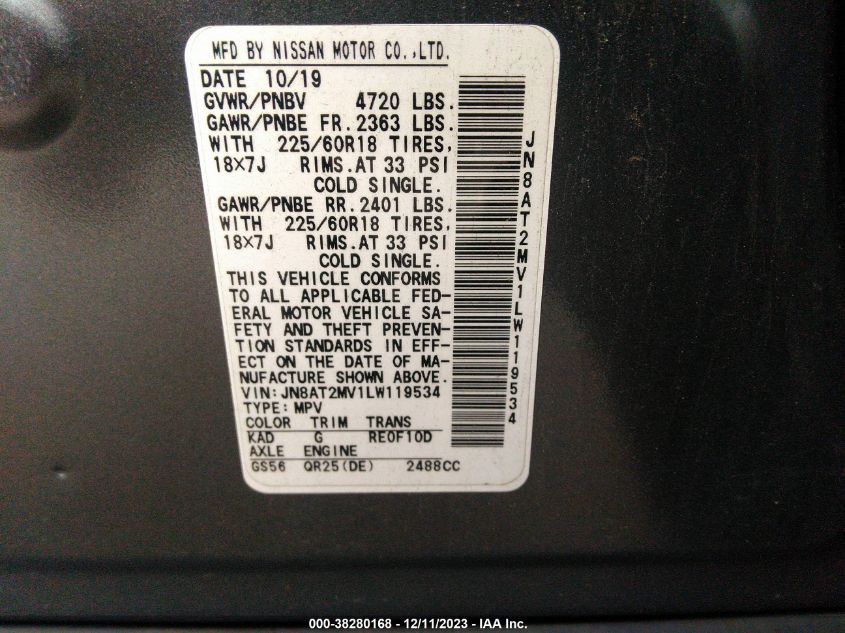 MFD BY NISSAN MOTOR CO.,LTD.
DATE 10/19
GVWR/PNBV 4720 LBS.
GAWR/PNBE FR. 2363 LBS.
WITH 225/60R18 TIRES,
18X7J RIMS.AT 33 PSI
COLD SINGLE.
GAWR/PNBE RR. 2401 LBS.
WITH 225/60R18 TIRES,
18X7J RIMS.AT 33 PSI
COLD SINGLE.
THIS VEHICLE CONFORMS
TO ALL APPLICABLE FED-
ERAL MOTOR VEHICLE SA-
FETY AND THEFT PREVEN-
TION STANDARDS IN EFF-
ECT ON THE DATE OF MA-
NUFACTURE SHOWN ABOVE.
VIN:JN8AT2MV1LW119534
TYPE:MPV
COLOR TRIM TRANS
KAD G RE0F10D
AXLE ENGINE
GS56 QR25(DE) 2488CC
JN8AT2MV1LW119534
000-38280168 - 12/11/2023 - IAA Inc.